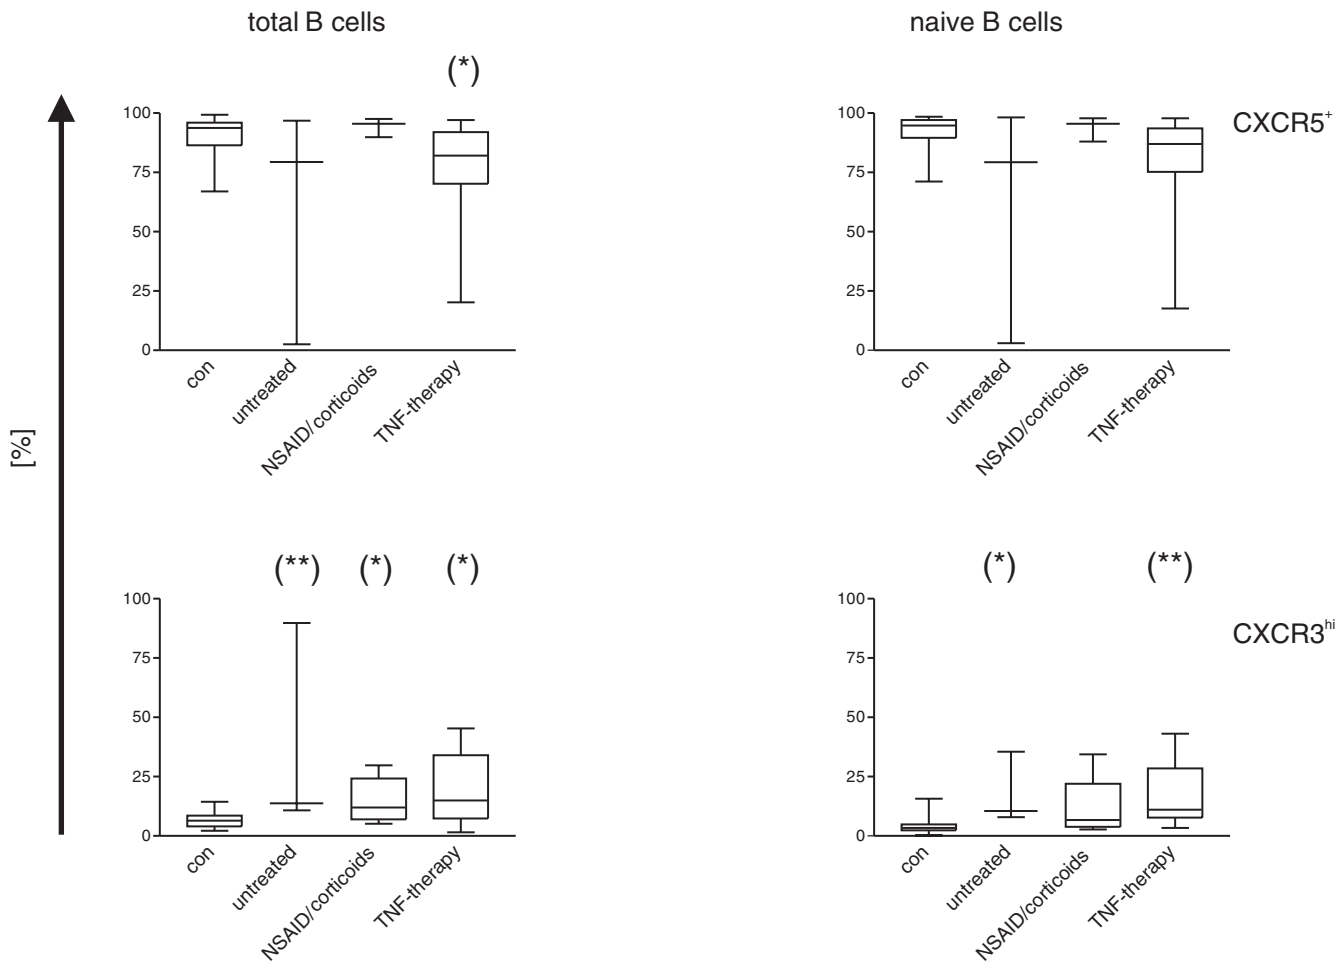 total B cells
naive B cells
(*)
100
75
50
25
0
con
untreated
NSAID/corticoids
TNF-therapy
100
75
50
25
0
con
untreated
NSAID/corticoids
TNF-therapy
CXCR5+
[%]
(**) (*) (*)
100
75
50
25
0
con
untreated
NSAID/corticoids
TNF-therapy
(*) (**)
100
75
50
25
0
con
untreated
NSAID/corticoids
TNF-therapy
CXCR3hi